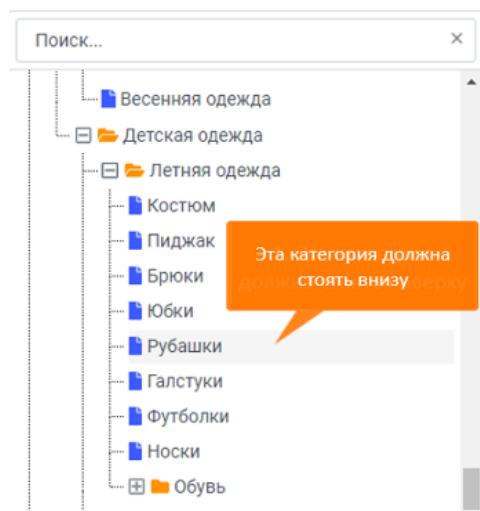 Поиск...
Весенняя одежда
Детская одежда
Летняя одежда
Костюм
Пиджак
Эта категория должна
стоять внизу
Брюки
Юбки
Рубашки
Галстуки
Футболки
Носки
Обувь